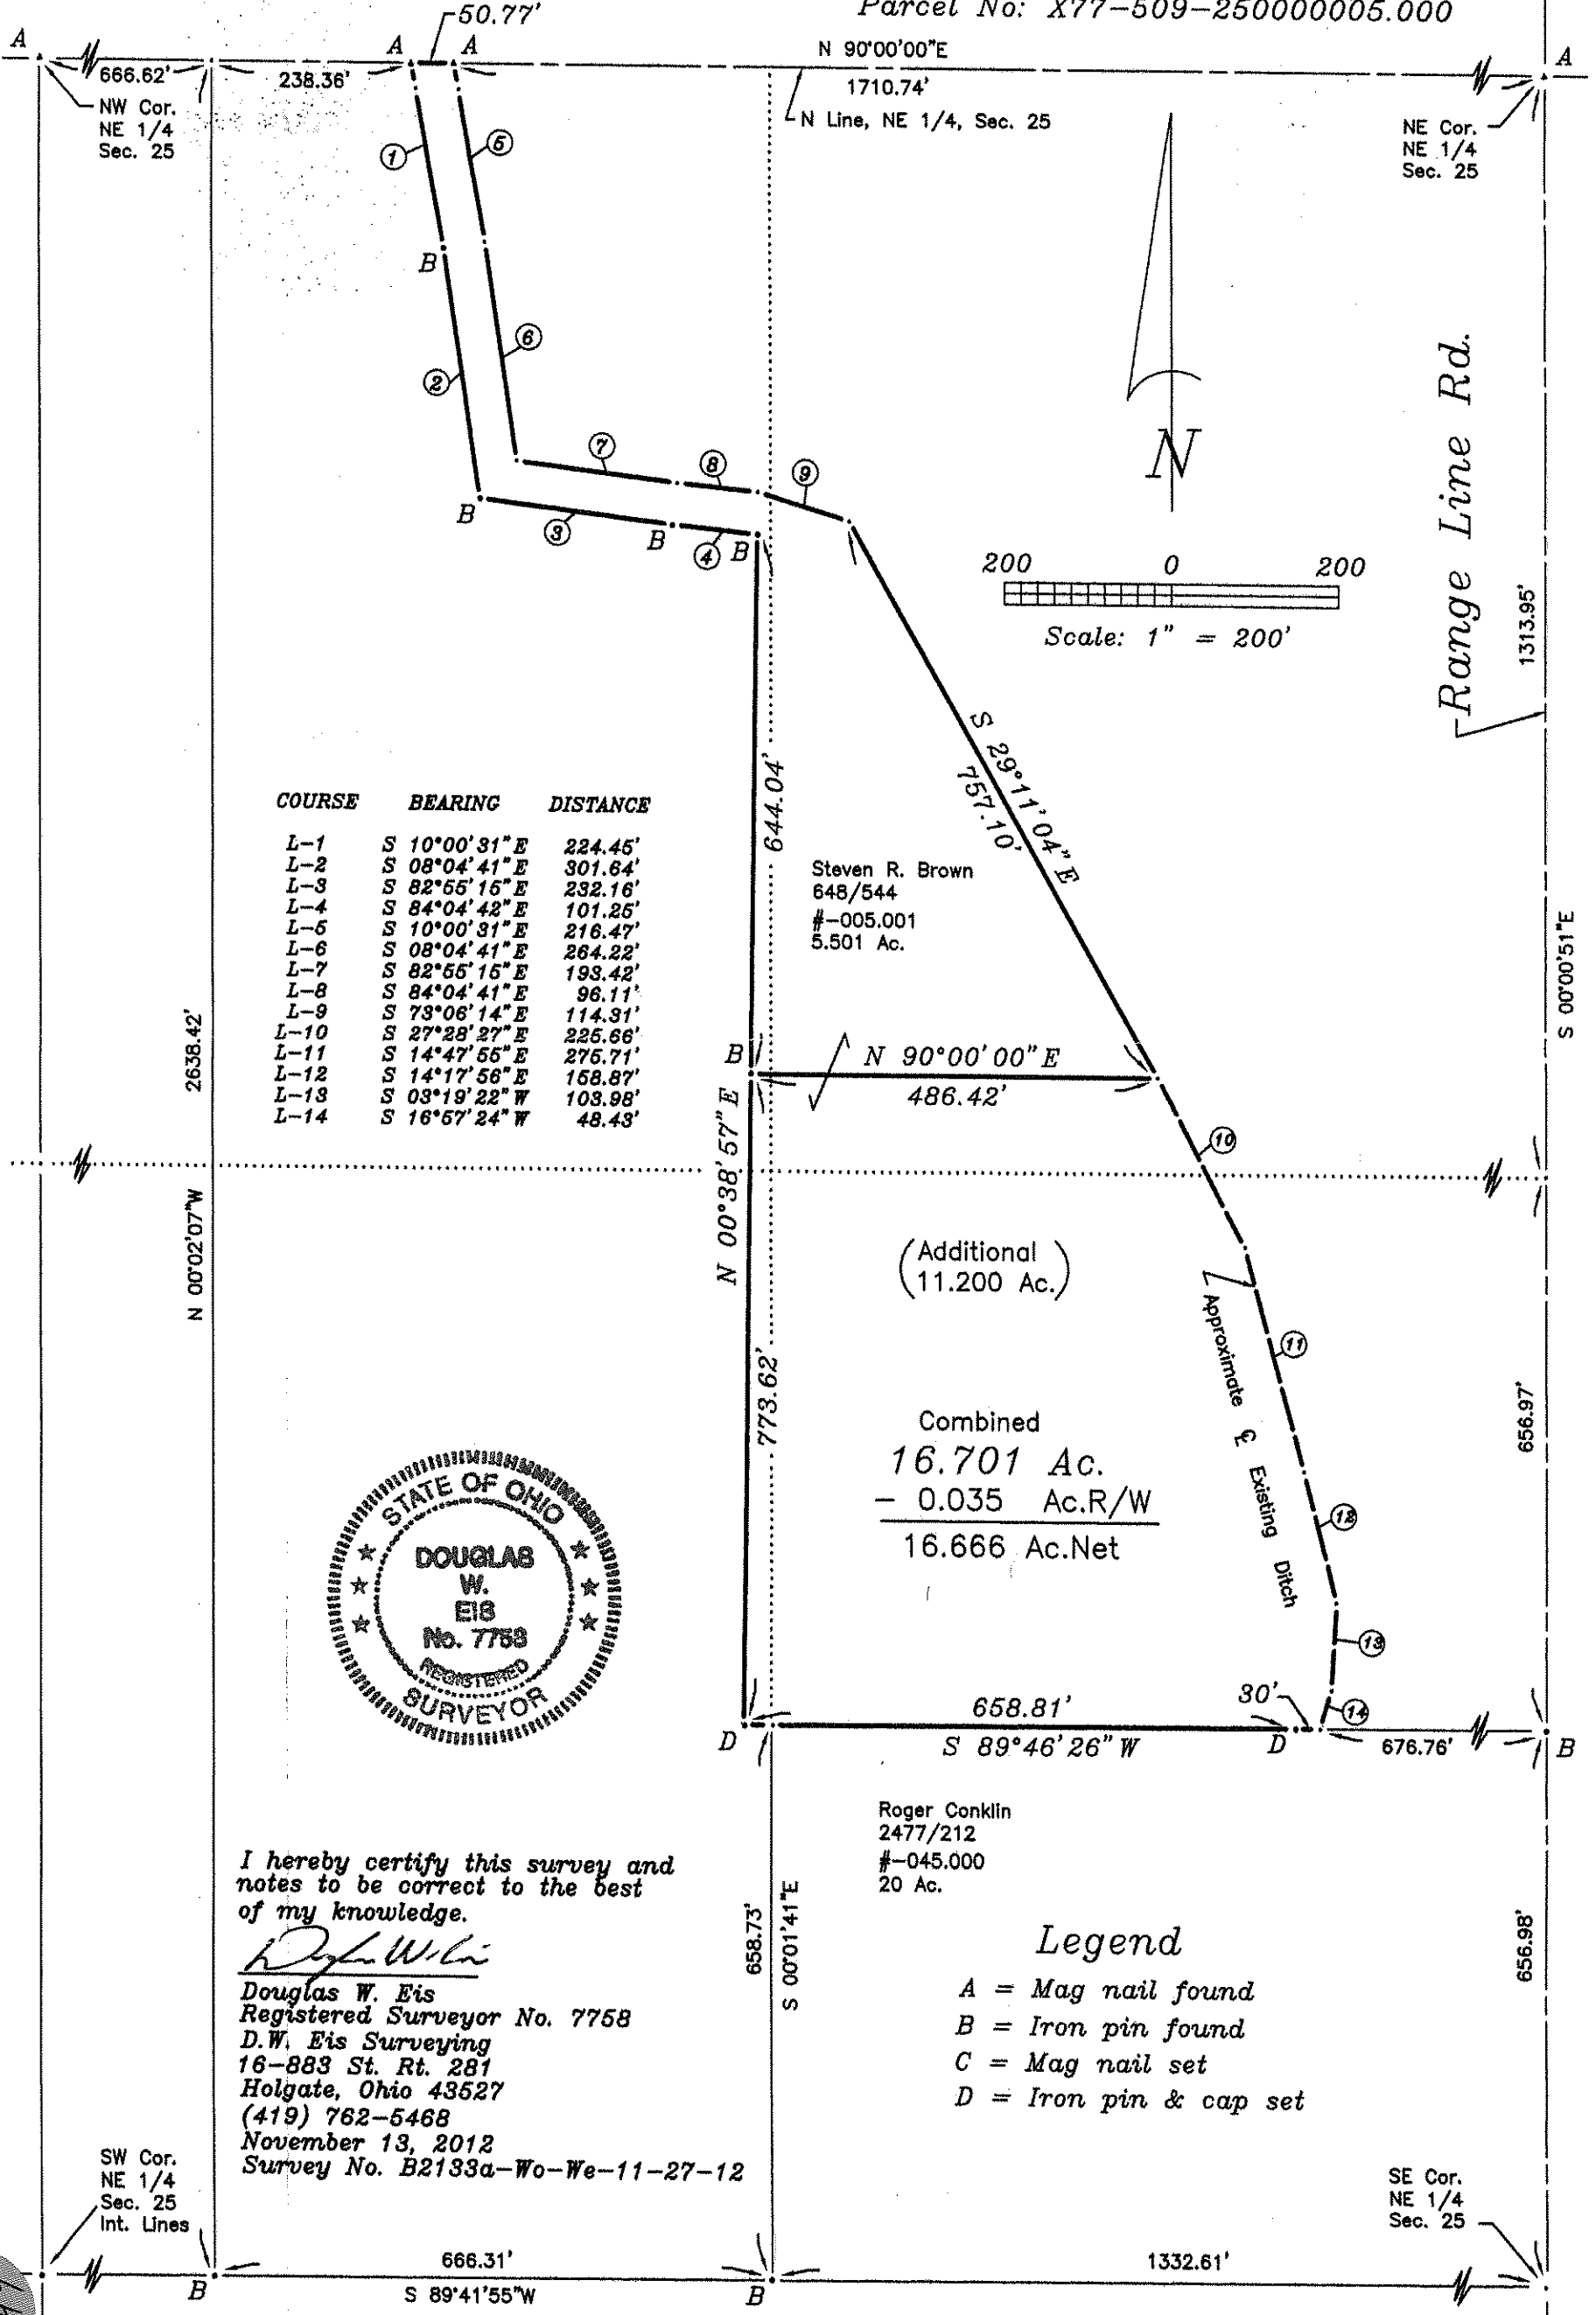 Parcel No: X77-509-250000005.000
50.77'
A
A
A
A
N 90°00'00"E
666.62'
238.36'
1710.74'
NW Cor.
NE 1/4
Sec. 25
N Line, NE 1/4, Sec. 25
NE Cor.
NE 1/4
Sec. 25
1
5
B
6
2
7
8
9
B
3
B
4
B
N
200 0 200
Scale: 1" = 200'
Range Line Rd.
1313.95'
S 00°00'51"E
S 29°11'04" E
757.10'
644.04'
COURSE BEARING DISTANCE
L-1 S 10°00'31" E 224.45'
L-2 S 08°04'41" E 301.64'
L-3 S 82°55'15" E 232.16'
L-4 S 84°04'42" E 101.25'
L-5 S 10°00'31" E 216.47'
L-6 S 08°04'41" E 264.22'
L-7 S 82°55'15" E 193.42'
L-8 S 84°04'41" E 96.11'
L-9 S 73°06'14" E 114.31'
L-10 S 27°28'27" E 225.66'
L-11 S 14°47'55" E 275.71'
L-12 S 14°17'56" E 158.87'
L-13 S 03°19'22" W 103.98'
L-14 S 16°57'24" W 48.43'
Steven R. Brown
648/544
#-005.001
5.501 Ac.
2638.42'
N 00°02'07"W
B
N 90°00'00" E
486.42'
N 00°38'57" E
773.62'
10
(Additional
11.200 Ac.)
11
Approximate ℄ Existing Ditch
656.97'
Combined
16.701 Ac.
- 0.035 Ac.R/W
16.666 Ac.Net
12
13
14
STATE OF OHIO
DOUGLAS
W.
EIS
No. 7758
REGISTERED
SURVEYOR
658.81'
30'
D
S 89°46'26" W
D
676.76'
B
Roger Conklin
2477/212
#-045.000
20 Ac.
I hereby certify this survey and
notes to be correct to the best
of my knowledge.
Douglas W. Eis
Registered Surveyor No. 7758
D.W. Eis Surveying
16-883 St. Rt. 281
Holgate, Ohio 43527
(419) 762-5468
November 13, 2012
Survey No. B2133a-Wo-We-11-27-12
658.73'
S 00°01'41"E
656.98'
Legend
A = Mag nail found
B = Iron pin found
C = Mag nail set
D = Iron pin & cap set
SW Cor.
NE 1/4
Sec. 25
Int. Lines
SE Cor.
NE 1/4
Sec. 25
666.31'
1332.61'
B
S 89°41'55"W
B